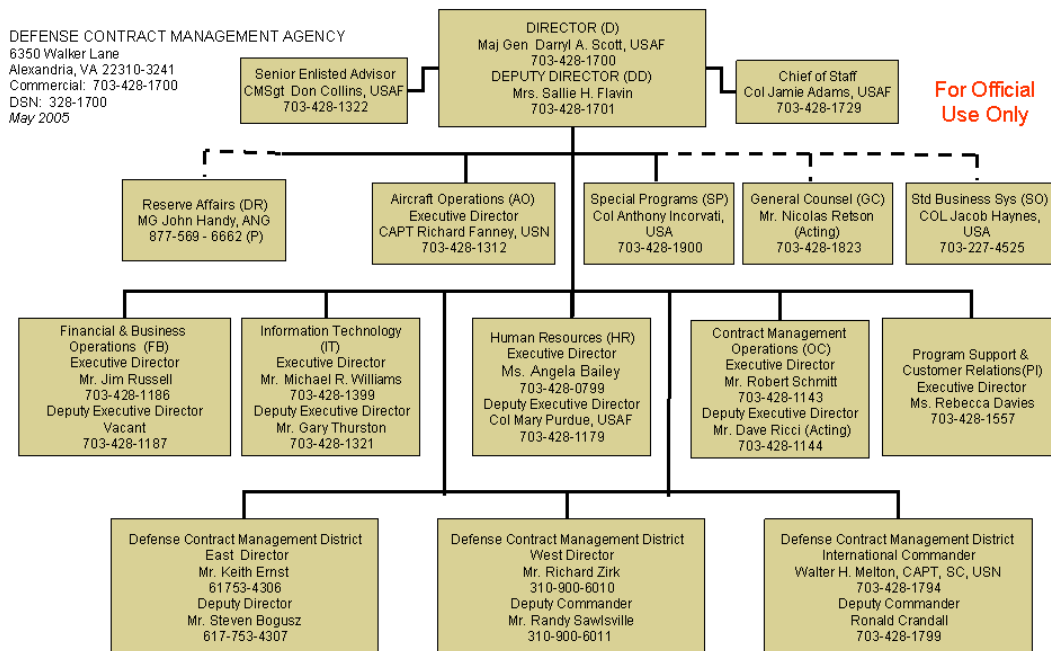 DEFENSE CONTRACT MANAGEMENT AGENCY
6350 Walker Lane
Alexandria, VA 22310-3241
Commercial: 703-428-1700
DSN: 328-1700
May 2005
DIRECTOR (D)
Maj Gen Darryl A. Scott, USAF
703-428-1700
DEPUTY DIRECTOR (DD)
Mrs. Sallie H. Flavin
703-428-1701
Senior Enlisted Advisor
CMSgt Don Collins, USAF
703-428-1322
Chief of Staff
Col Jamie Adams, USAF
703-428-1729
For Official
Use Only
Reserve Affairs (DR)
MG John Handy, ANG
877-569 - 6662 (P)
Aircraft Operations (AO)
Executive Director
CAPT Richard Fanney, USN
703-428-1312
Special Programs (SP)
Col Anthony Incorvati,
USA
703-428-1900
General Counsel (GC)
Mr. Nicolas Retson
(Acting)
703-428-1823
Std Business Sys (SO)
COL Jacob Haynes,
USA
703-227-4525
Financial & Business
Operations (FB)
Executive Director
Mr. Jim Russell
703-428-1186
Deputy Executive Director
Vacant
703-428-1187
Information Technology
(IT)
Executive Director
Mr. Michael R. Williams
703-428-1399
Deputy Executive Director
Mr. Gary Thurston
703-428-1321
Human Resources (HR)
Executive Director
Ms. Angela Bailey
703-428-0799
Deputy Executive Director
Col Mary Purdue, USAF
703-428-1179
Contract Management
Operations (OC)
Executive Director
Mr. Robert Schmitt
703-428-1143
Deputy Executive Director
Mr. Dave Ricci (Acting)
703-428-1144
Program Support &
Customer Relations(PI)
Executive Director
Ms. Rebecca Davies
703-428-1557
Defense Contract Management District
East Director
Mr. Keith Ernst
61753-4306
Deputy Director
Mr. Steven Bogusz
617-753-4307
Defense Contract Management District
West Director
Mr. Richard Zirk
310-900-6010
Deputy Commander
Mr. Randy Sawlsville
310-900-6011
Defense Contract Management District
International Commander
Walter H. Melton, CAPT, SC, USN
703-428-1794
Deputy Commander
Ronald Crandall
703-428-1799